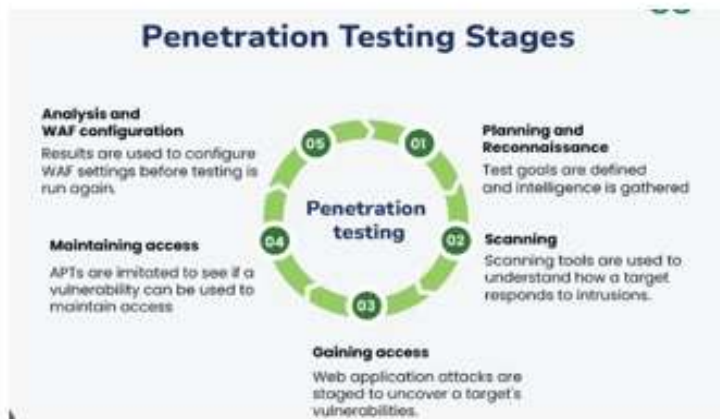 Penetration Testing Stages
Analysis and
WAF configuration
Results are used to configure
WAF settings before testing is
run again.
05
01
Planning and
Reconnaissance
Test goals are defined
and intelligence is gathered
Penetration
testing
Maintaining access
APTs are imitated to see if a
vulnerability can be used to
maintain access
04
02
Scanning
Scanning tools are used to
understand how a target
responds to intrusions.
03
Gaining access
Web application attacks are
staged to uncover a target's
vulnerabilities.